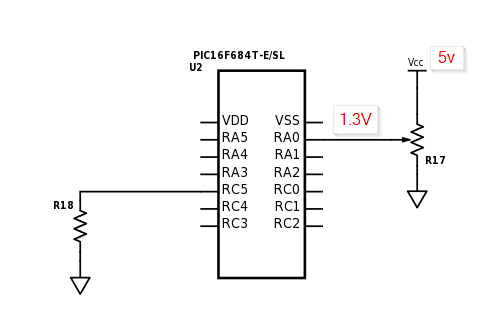 PIC16F684T-E/SL
U2
Vcc
5v
1.3V
VDD
VSS
RA5
RA0
RA4
RA1
R17
RA3
RA2
RC5
RC0
R18
RC4
RC1
RC3
RC2